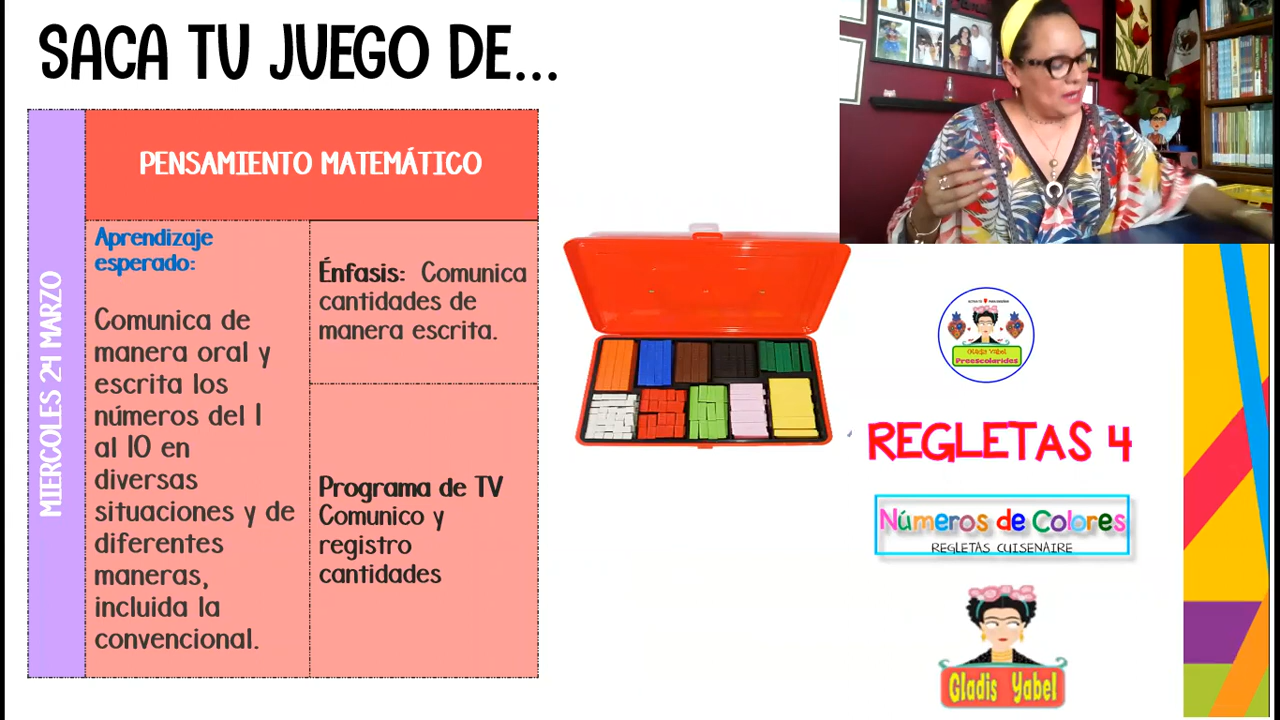 SACA TU JUEGO DE...
MIERCOLES 24 MARZO
PENSAMIENTO MATEMÁTICO
Aprendizaje
esperado:
Comunica de
manera oral y
escrita los
números del 1
al 10 en
diversas
situaciones y de
diferentes
maneras,
incluida la
convencional.
Énfasis: Comunica
cantidades de
manera escrita.
Programa de TV
Comunico y
registro
cantidades
Gladis Yabel
Preescolarides
REGLETAS 4
Números de Colores
REGLETAS CUISENAIRE
Gladis Yabel